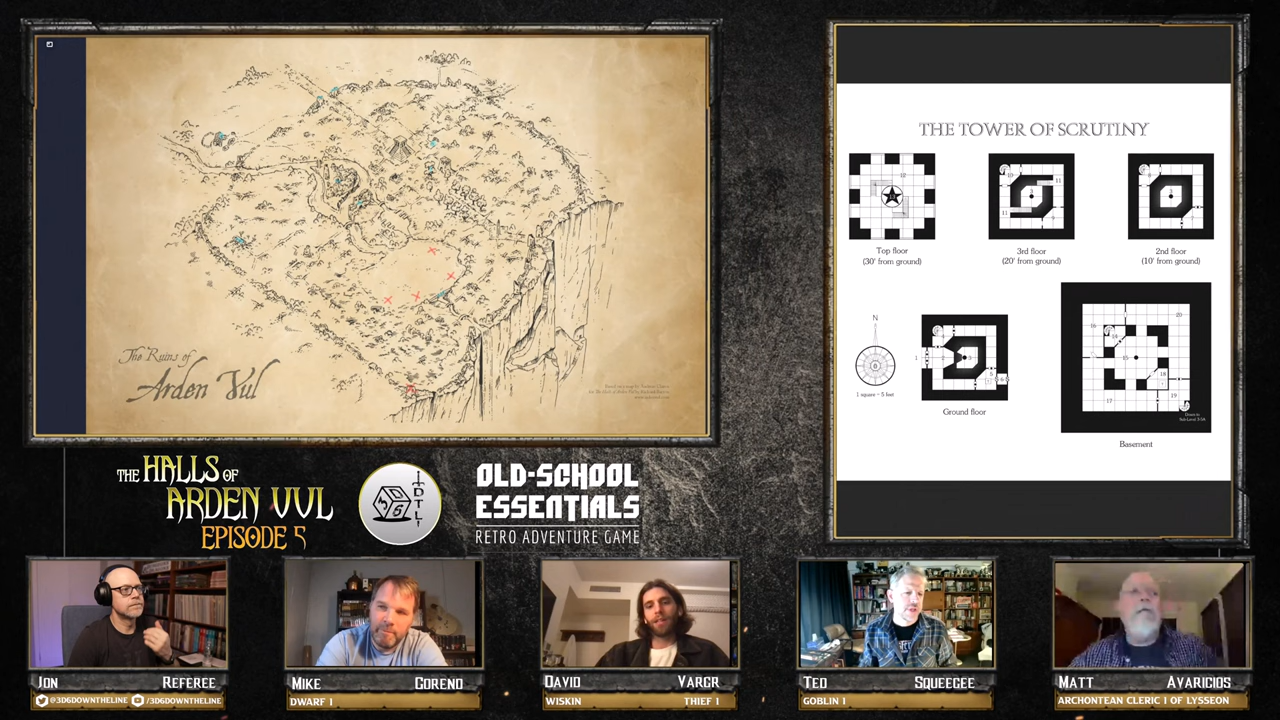 The Ruins of
Arden Vul
THE TOWER OF SCRUTINY
Top floor
(30' from ground)
3rd floor
(20' from ground)
2nd floor
(10' from ground)
N
1 square = 5 feet
Ground floor
Basement
THE HALLS OF
ARDEN VUL
EPISODE 5
3D6
DTL
OLD-SCHOOL
ESSENTIALS
RETRO ADVENTURE GAME
JON REFEREE
@3D6DOWNTHELINE /3D6DOWNTHELINE
MIKE GOREND
DWARF 1
DAVID VARGR
WISKIN THIEF 1
TED SQUEEGEE
GOBLIN 1
MATT AVARICIOS
ARCHONTEAN CLERIC 1 OF LYSSEON